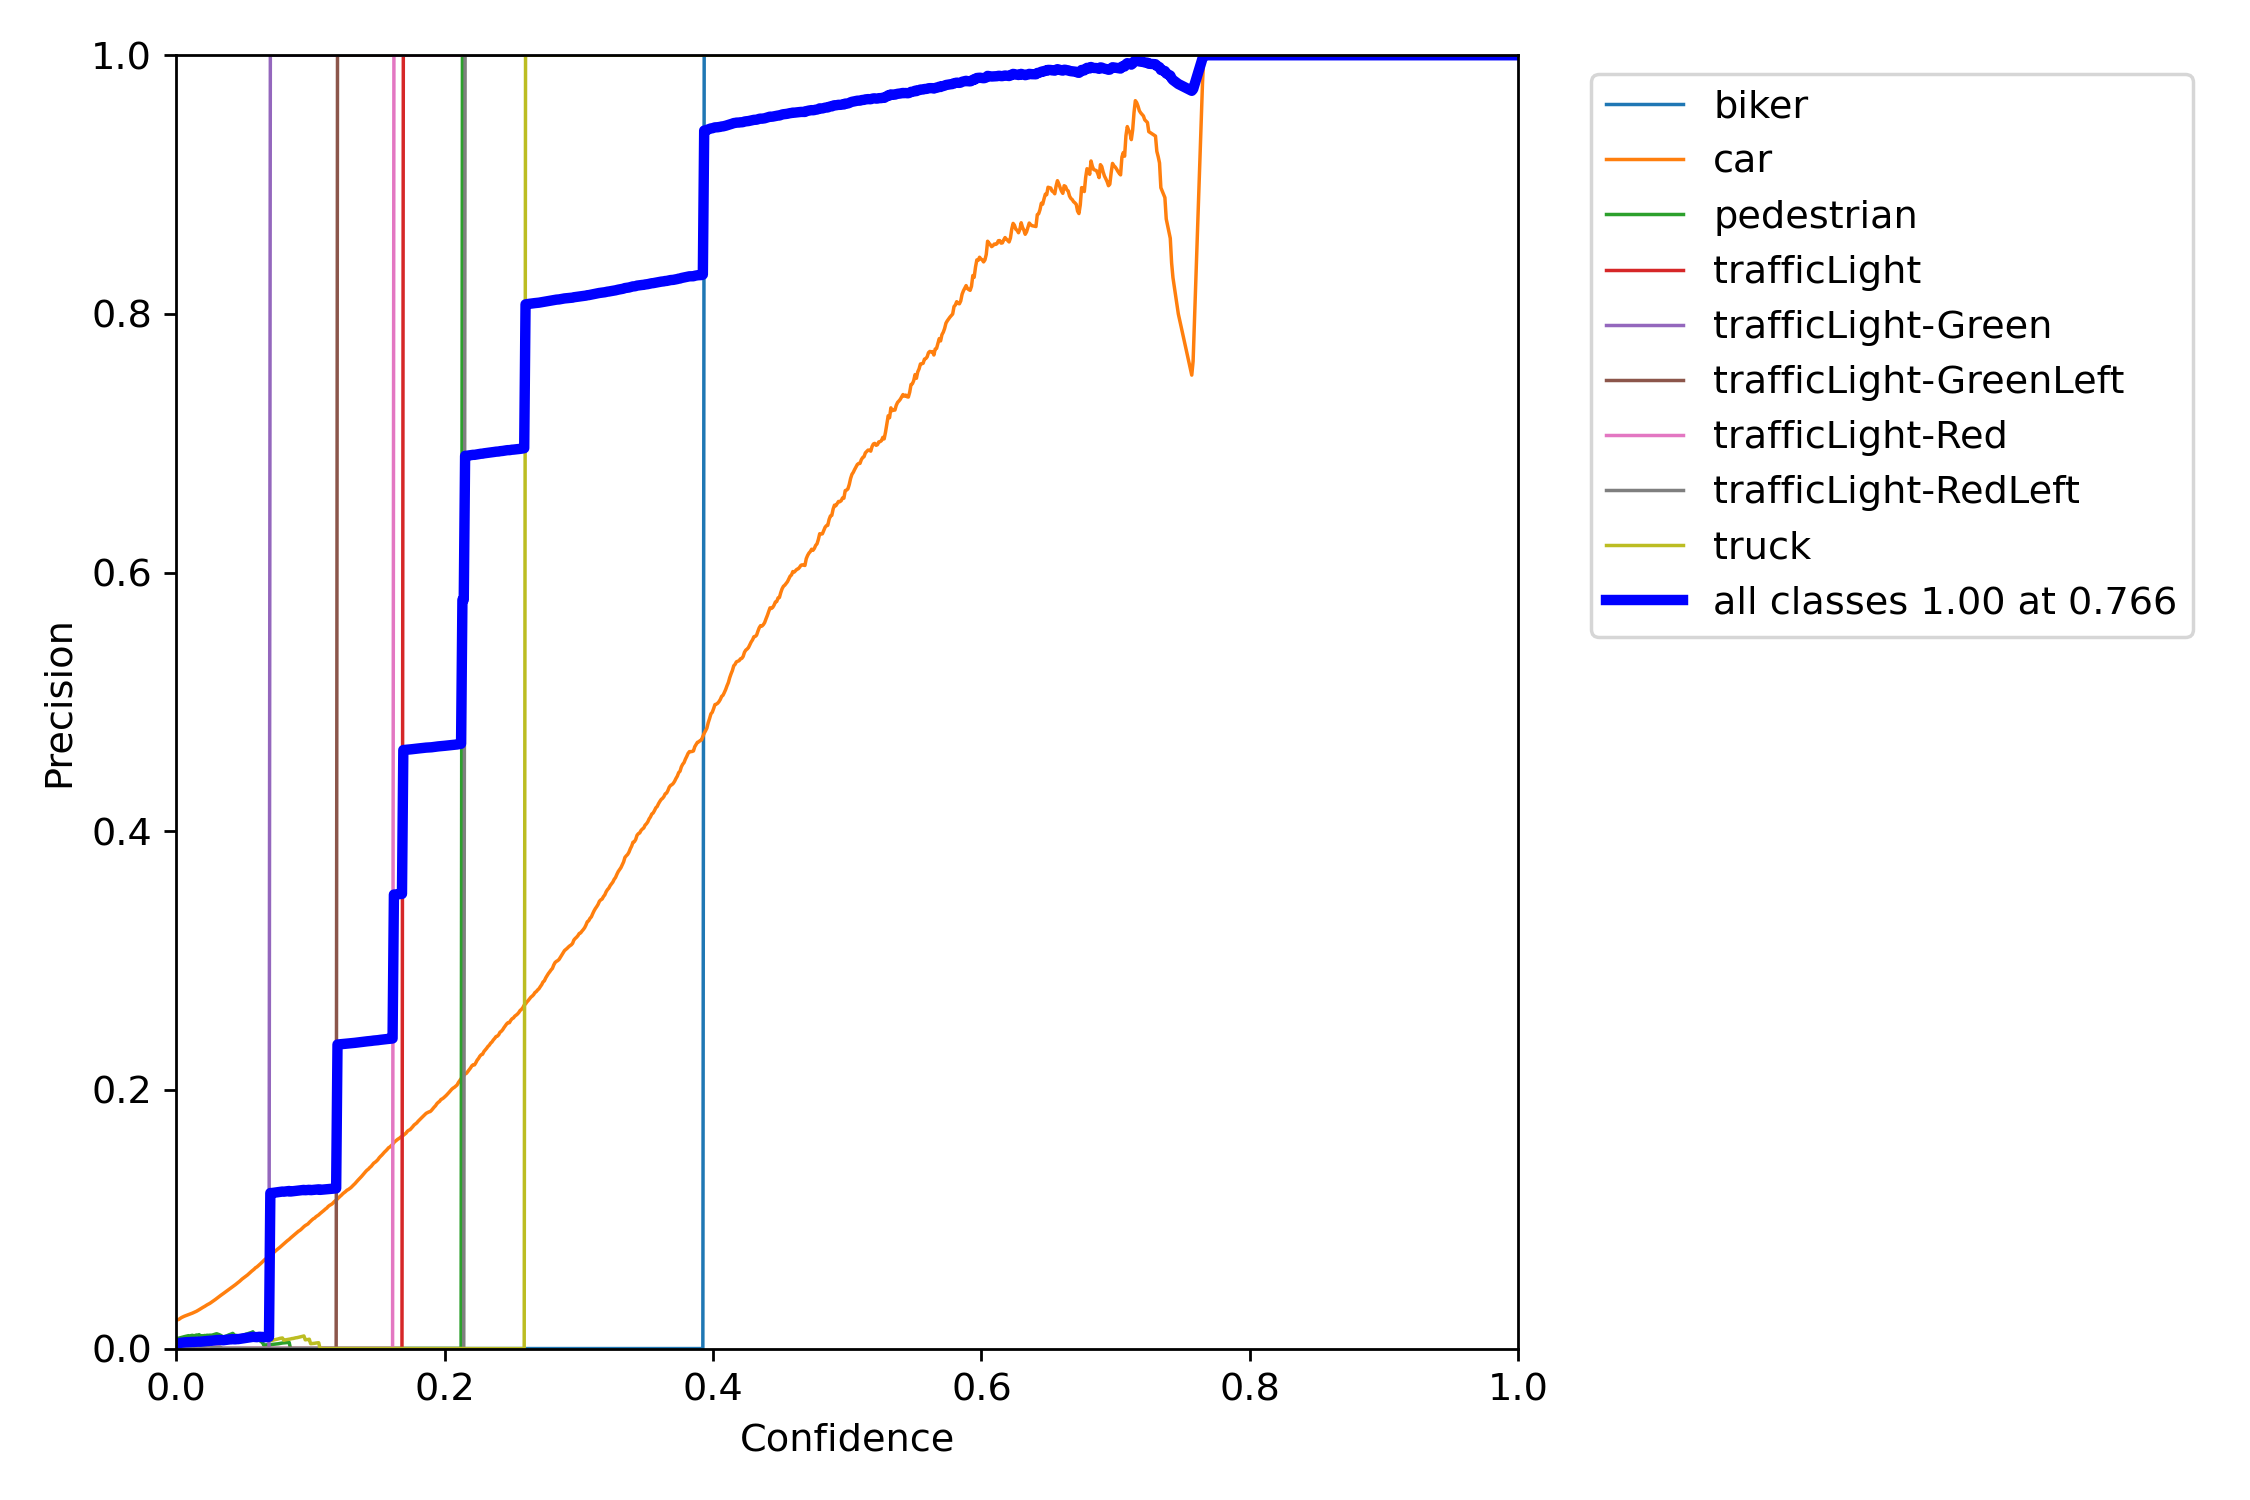 1.0
0.8
0.6
0.4
0.2
0.0
Precision
0.0 0.2 0.4 0.6 0.8 1.0
Confidence
biker
car
pedestrian
trafficLight
trafficLight-Green
trafficLight-GreenLeft
trafficLight-Red
trafficLight-RedLeft
truck
all classes 1.00 at 0.766